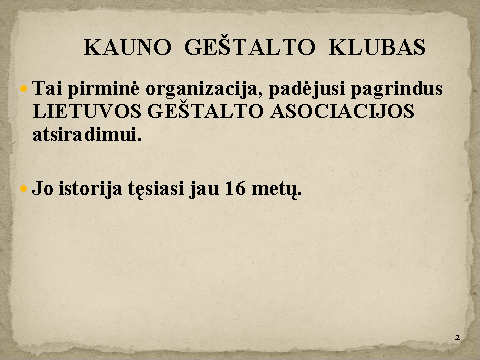 KAUNO GEŠTALTO KLUBAS
Tai pirminė organizacija, padėjusi pagrindus
LIETUVOS GEŠTALTO ASOCIACIJOS
atsiradimui.
Jo istorija tęsiasi jau 16 metų.
2